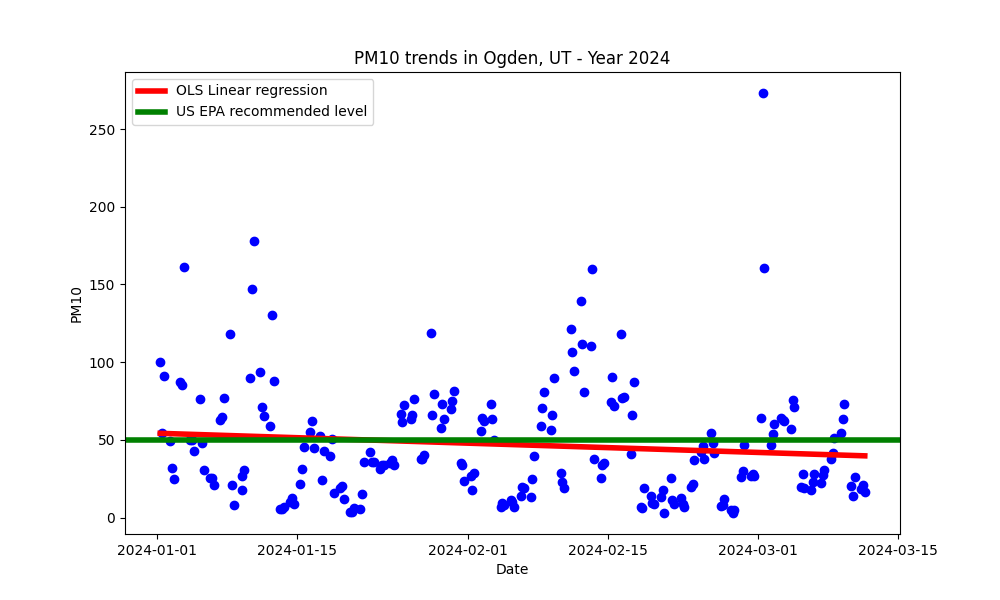 PM10 trends in Ogden, UT - Year 2024
OLS Linear regression
US EPA recommended level
250
200
150
100
50
0
PM10
2024-01-01
2024-01-15
2024-02-01
2024-02-15
2024-03-01
2024-03-15
Date